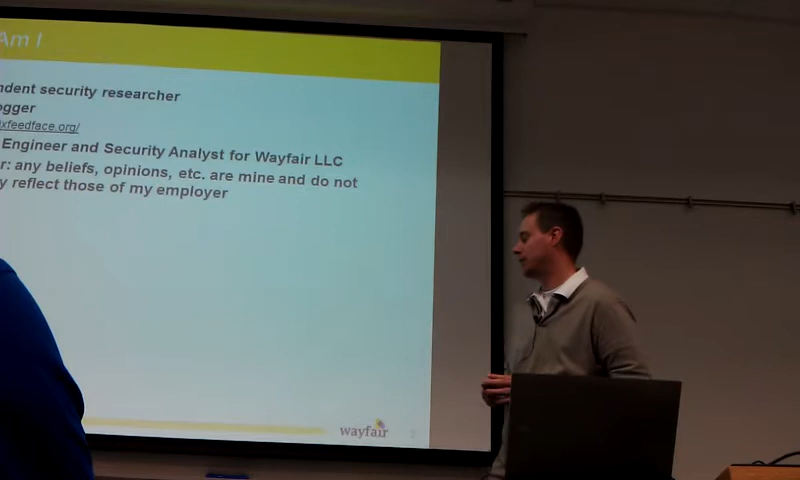 Am I
ndent security researcher
ogger
ixfeedface.org/
Engineer and Security Analyst for Wayfair LLC
r: any beliefs, opinions, etc. are mine and do not
y reflect those of my employer
wayfair